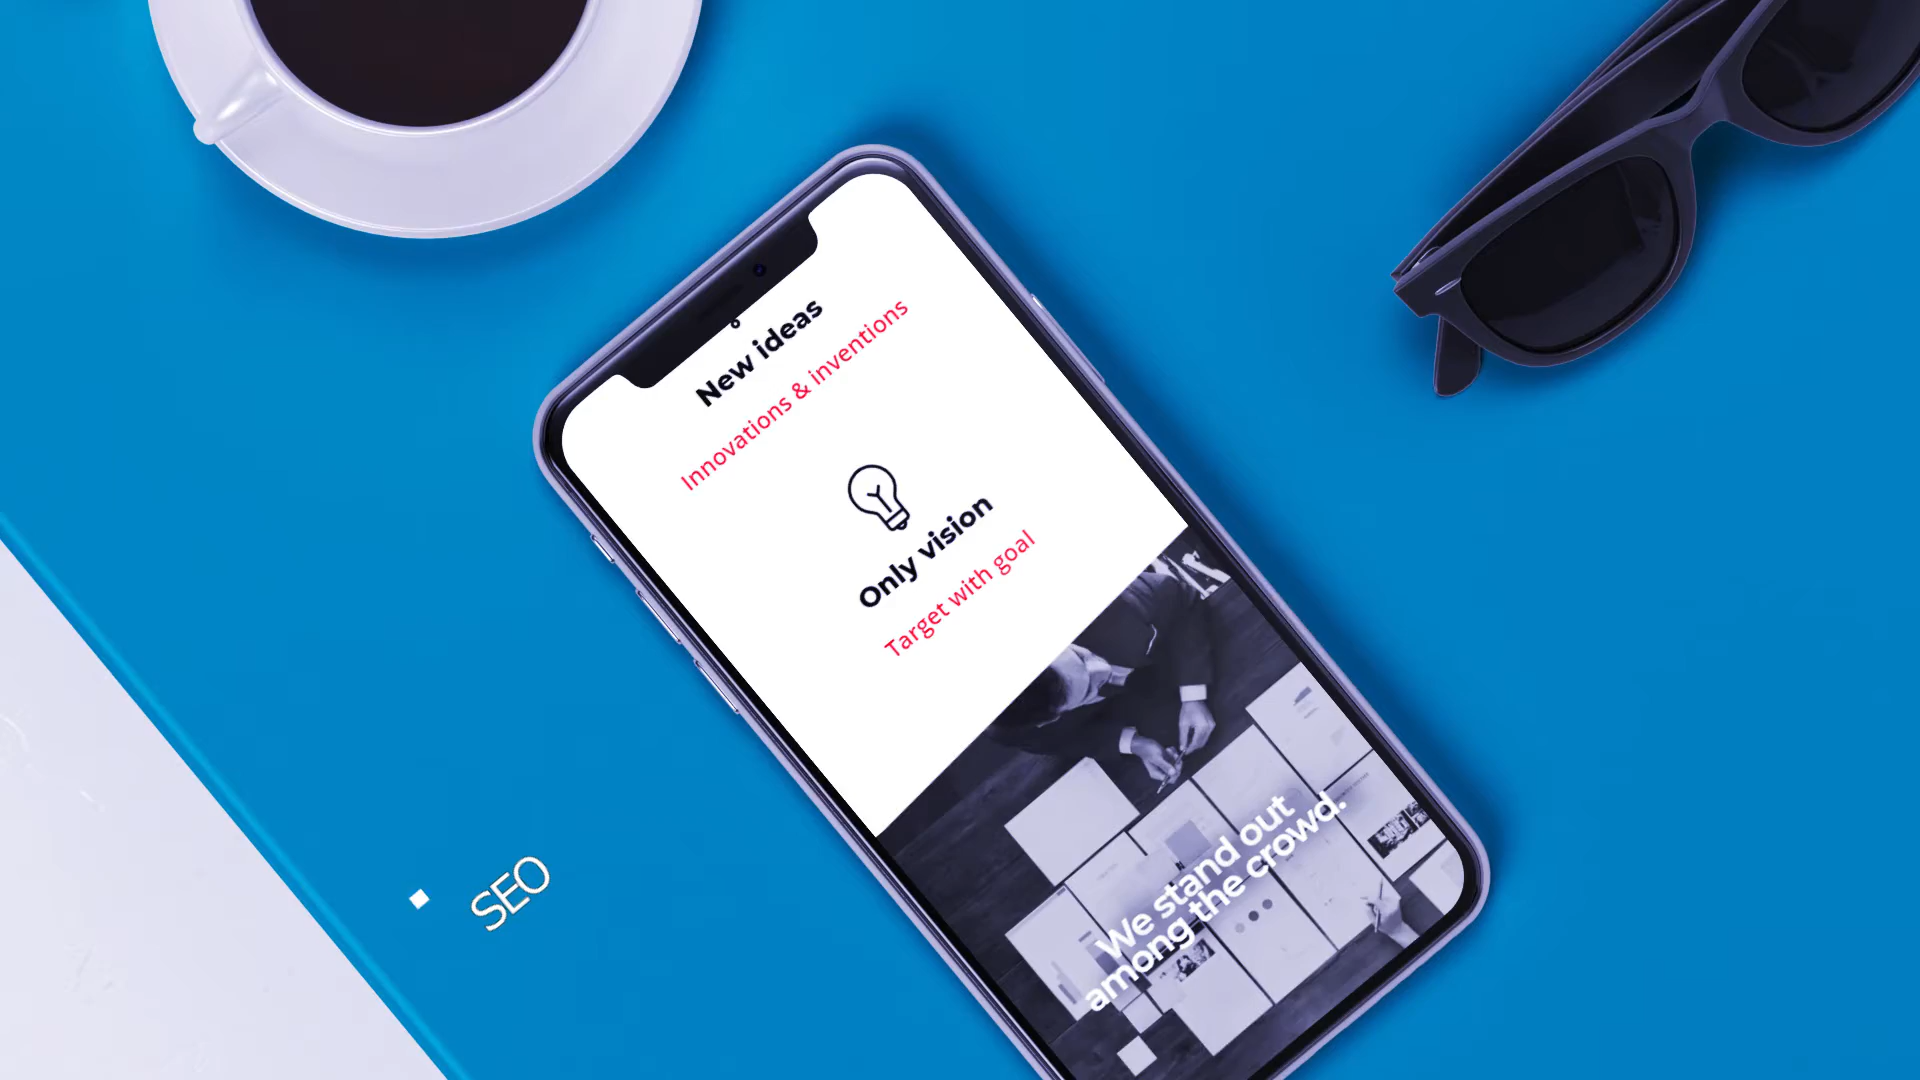 New ideas
Innovations & inventions
Only vision
Target with goal
We stand out
among the crowd.
SEO